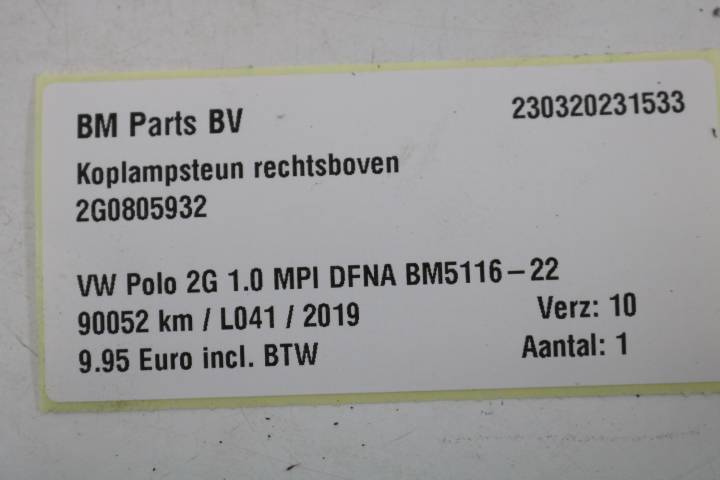 BM Parts BV 230320231533
Koplampsteun rechtsboven
2G0805932
VW Polo 2G 1.0 MPI DFNA BM5116-22
90052 km / L041 / 2019 Verz: 10
9.95 Euro incl. BTW Aantal: 1